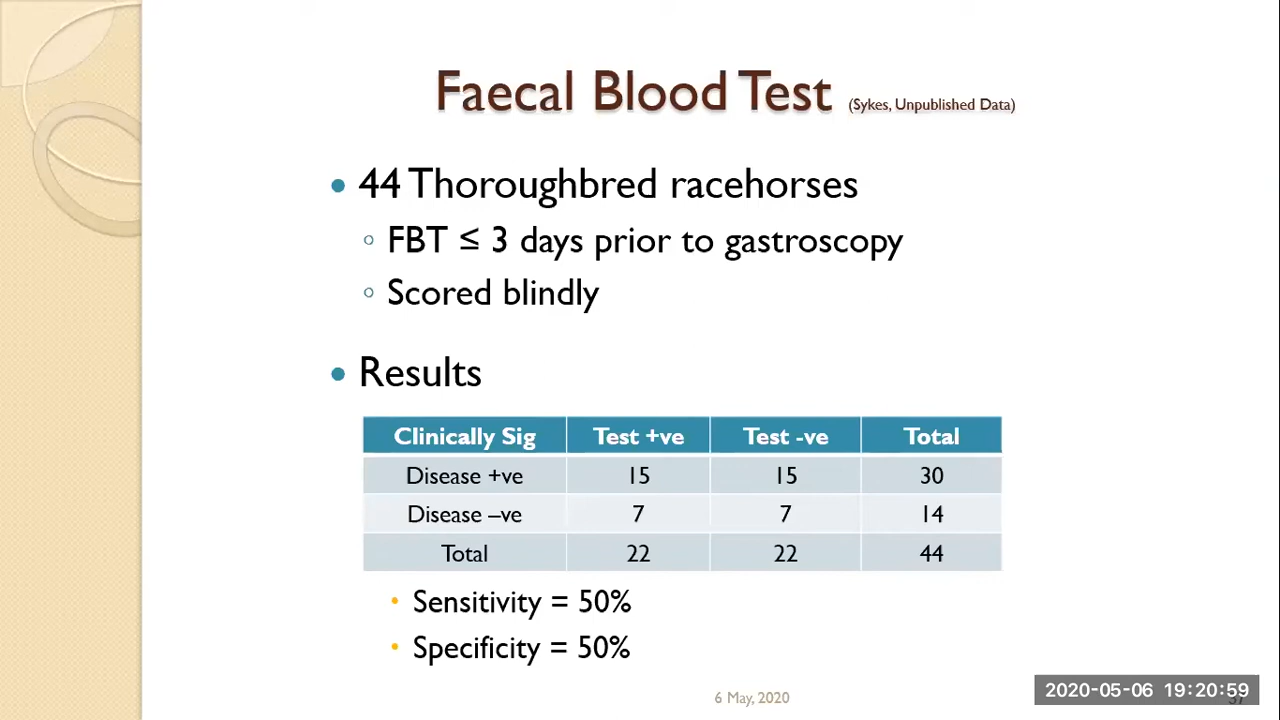 Faecal Blood Test (Sykes, Unpublished Data)
• 44 Thoroughbred racehorses
◦ FBT ≤ 3 days prior to gastroscopy
◦ Scored blindly
• Results
Clinically Sig Test +ve Test -ve Total
Disease +ve 15 15 30
Disease –ve 7 7 14
Total 22 22 44
• Sensitivity = 50%
• Specificity = 50%
6 May, 2020
2020-05-06 19:20:59